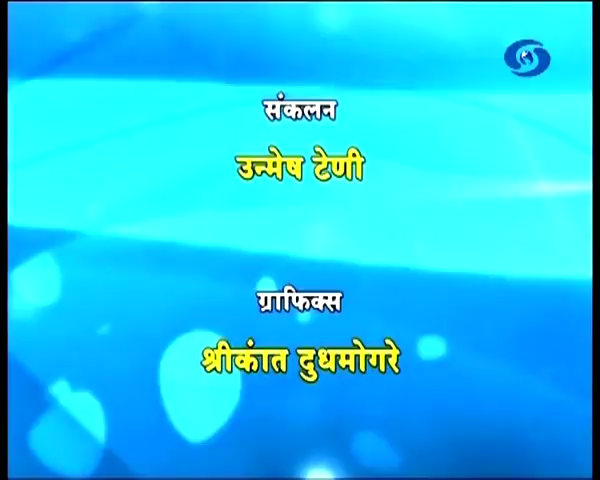 संकलन
उन्मेष टेणी
ग्राफिक्स
श्रीकांत दुधमोगरे